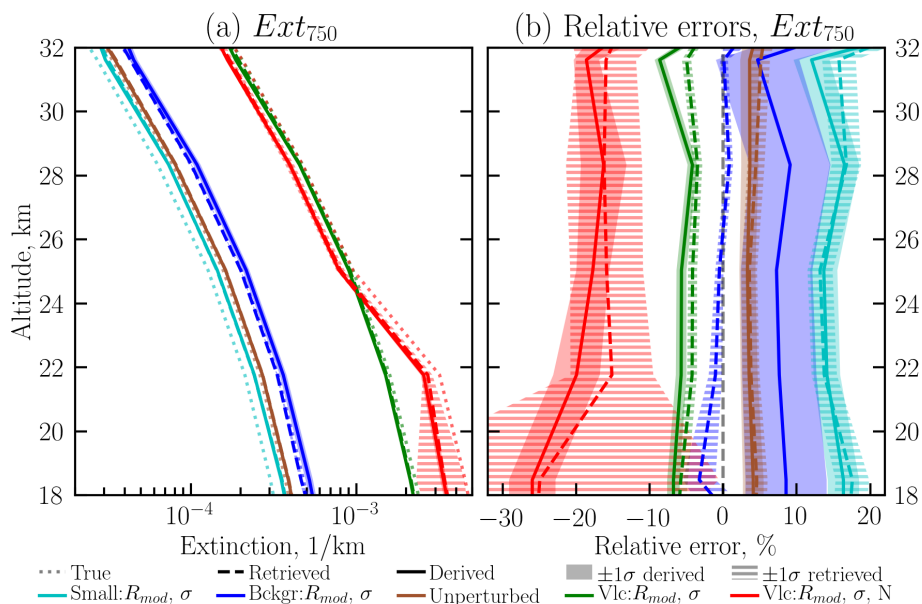 (a) Ext750
(b) Relative errors, Ext750
Altitude, km
32
30
28
26
24
22
20
18
32
30
28
26
24
22
20
18
10−4
10−3
−30
−20
−10
0
10
20
Extinction, 1/km
Relative error, %
True
Retrieved
Derived
±1σ derived
±1σ retrieved
Small:Rmod, σ
Bckgr:Rmod, σ
Unperturbed
Vlc:Rmod, σ
Vlc:Rmod, σ, N